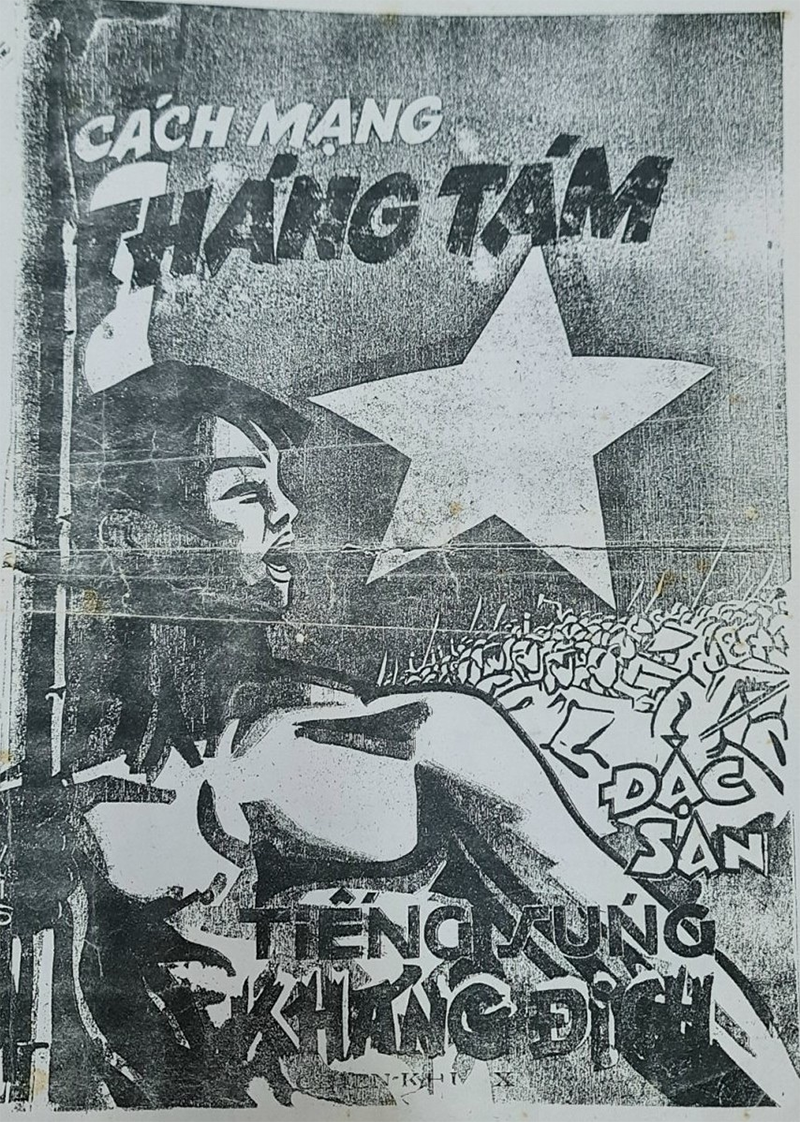 CÁCH MẠNG
THÁNG TÁM
ĐẶC
SAN
TIẾNG SÚNG
KHÁNG ĐỊCH